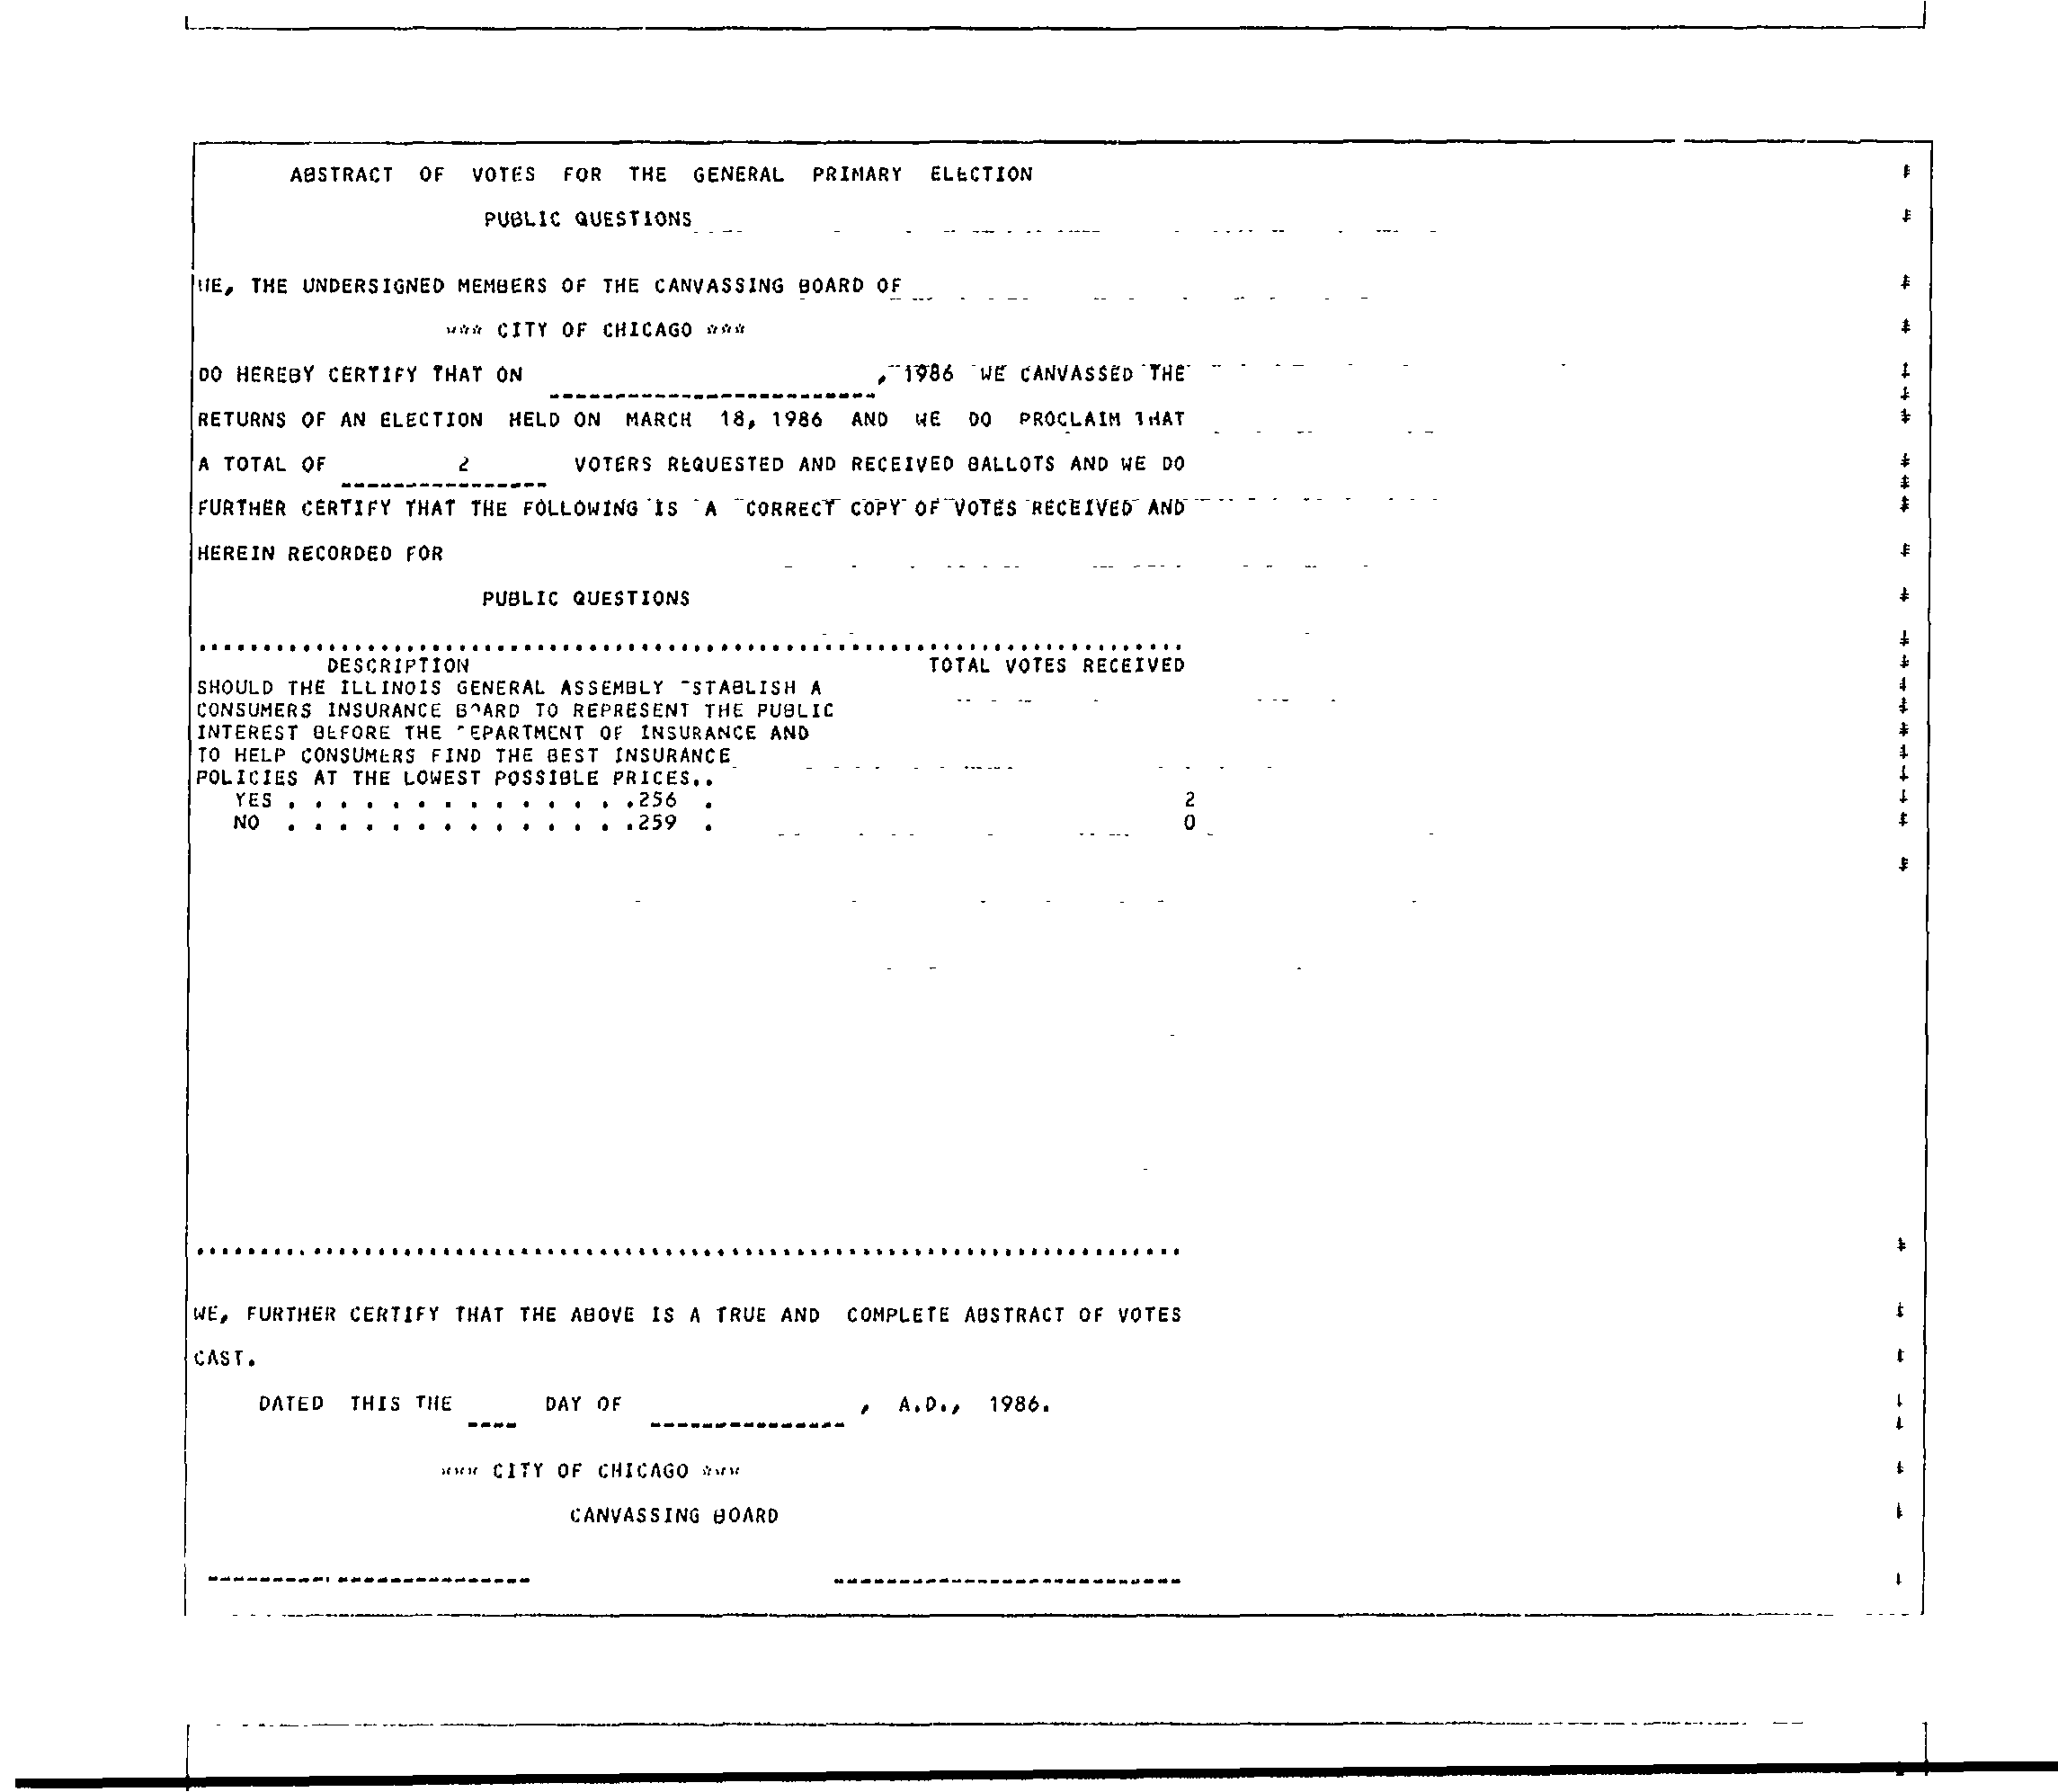 ABSTRACT OF VOTES FOR THE GENERAL PRIMARY ELECTION
PUBLIC QUESTIONS
WE, THE UNDERSIGNED MEMBERS OF THE CANVASSING BOARD OF
*** CITY OF CHICAGO ***
DO HEREBY CERTIFY THAT ON , 1986 WE CANVASSED THE
RETURNS OF AN ELECTION HELD ON MARCH 18, 1986 AND WE DO PROCLAIM THAT
A TOTAL OF 2 VOTERS REQUESTED AND RECEIVED BALLOTS AND WE DO
FURTHER CERTIFY THAT THE FOLLOWING IS A CORRECT COPY OF VOTES RECEIVED AND
HEREIN RECORDED FOR
PUBLIC QUESTIONS
DESCRIPTION TOTAL VOTES RECEIVED
SHOULD THE ILLINOIS GENERAL ASSEMBLY ESTABLISH A
CONSUMERS INSURANCE BOARD TO REPRESENT THE PUBLIC
INTEREST BEFORE THE DEPARTMENT OF INSURANCE AND
TO HELP CONSUMERS FIND THE BEST INSURANCE
POLICIES AT THE LOWEST POSSIBLE PRICES..
YES . . . . . . . . . . . . . .256 . 2
NO . . . . . . . . . . . . . .259 . 0
WE, FURTHER CERTIFY THAT THE ABOVE IS A TRUE AND COMPLETE ABSTRACT OF VOTES
CAST.
DATED THIS THE ---- DAY OF --------------- , A.D., 1986.
*** CITY OF CHICAGO ***
CANVASSING BOARD